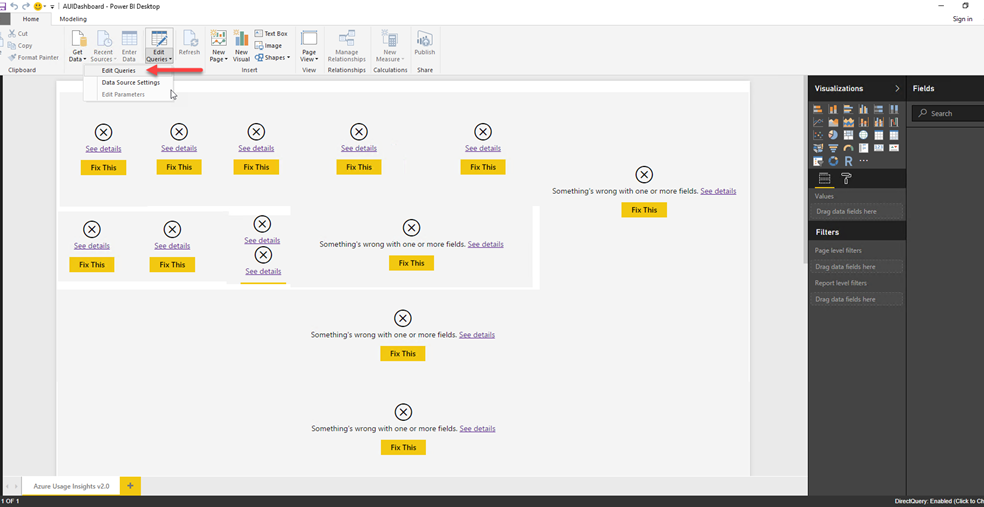 AUIDashboard - Power BI Desktop
Home Modeling
Sign in
Cut
Copy
Format Painter
Get Data
Recent Sources
Enter Data
Edit Queries
Refresh
New Page
New Visual
Text Box
Image
Shapes
Page View
Manage Relationships
New Measure
Publish
Clipboard
Insert
View
Relationships
Calculations
Share
Edit Queries
Data Source Settings
Edit Parameters
See details
Fix This
See details
Fix This
See details
Fix This
See details
Fix This
See details
Fix This
Something's wrong with one or more fields. See details
Fix This
See details
Fix This
See details
Fix This
See details
See details
Something's wrong with one or more fields. See details
Fix This
Something's wrong with one or more fields. See details
Fix This
Something's wrong with one or more fields. See details
Fix This
Visualizations
R
Values
Drag data fields here
Filters
Page level filters
Drag data fields here
Report level filters
Drag data fields here
Fields
Search
Azure Usage Insights v2.0
1 OF 1
DirectQuery: Enabled (Click to Ch